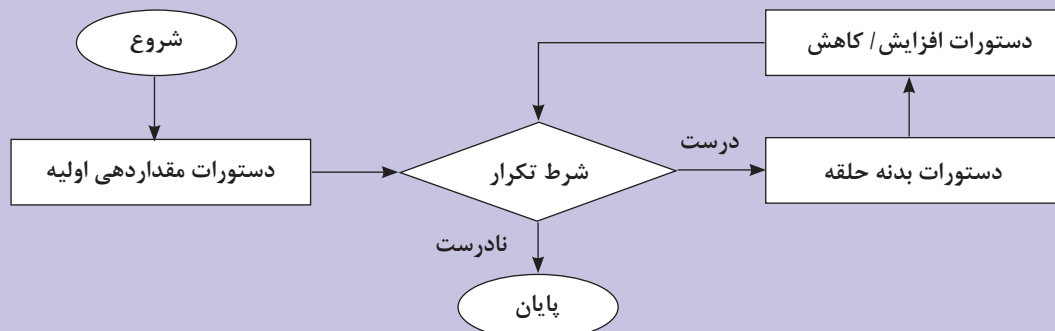 شروع
دستورات مقداردهی اولیه
شرط تکرار
درست
دستورات بدنه حلقه
دستورات افزایش/ کاهش
نادرست
پایان